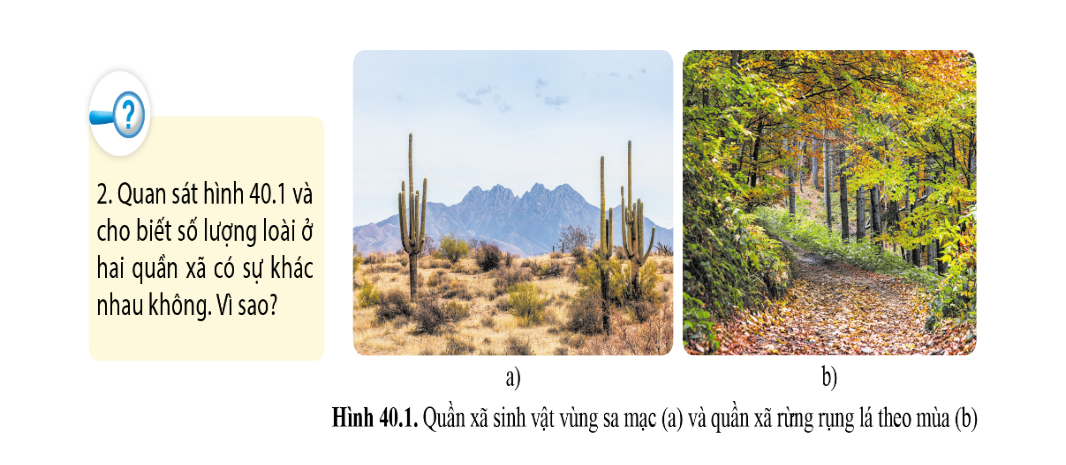 ?
2. Quan sát hình 40.1 và
cho biết số lượng loài ở
hai quần xã có sự khác
nhau không. Vì sao?
a)
b)
Hình 40.1. Quần xã sinh vật vùng sa mạc (a) và quần xã rừng rụng lá theo mùa (b)